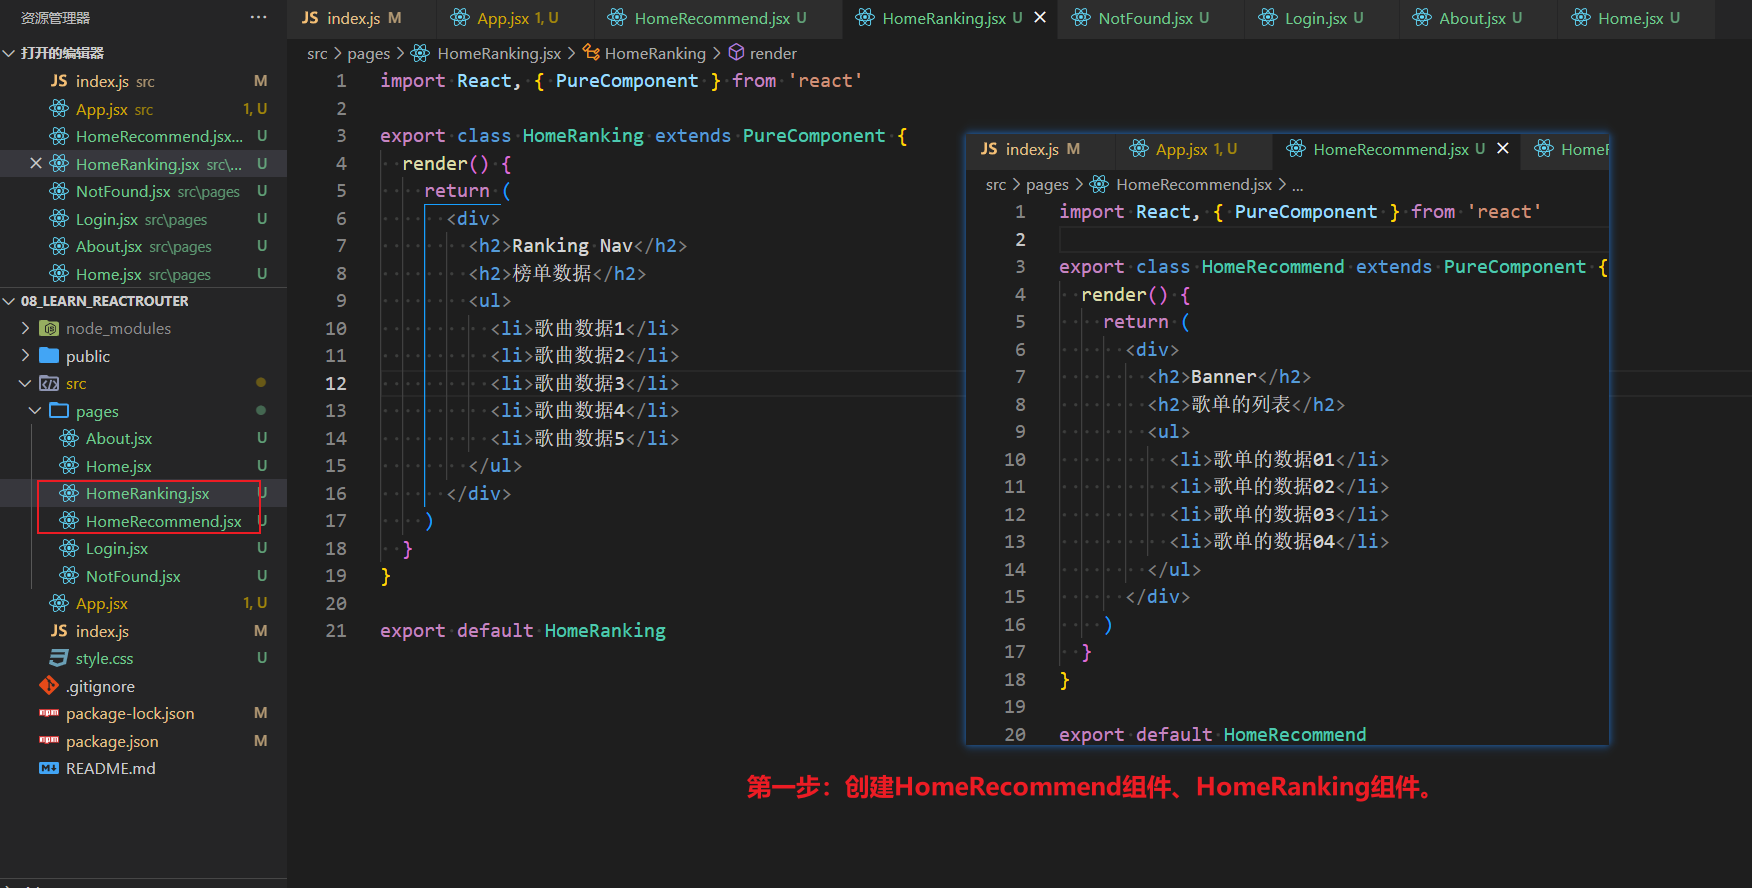 资源管理器 ···
打开的编辑器
JS index.js src M
App.jsx src 1, U
HomeRecommend.jsx... U
HomeRanking.jsx src\... U
NotFound.jsx src\pages U
Login.jsx src\pages U
About.jsx src\pages U
Home.jsx src\pages U
08_LEARN_REACTROUTER
node_modules
public
src
pages
About.jsx U
Home.jsx U
HomeRanking.jsx U
HomeRecommend.jsx U
Login.jsx U
NotFound.jsx U
App.jsx 1, U
JS index.js M
style.css U
.gitignore
package-lock.json M
package.json M
README.md
JS index.js M App.jsx 1, U HomeRecommend.jsx U HomeRanking.jsx U NotFound.jsx U Login.jsx U About.jsx U Home.jsx U
src > pages > HomeRanking.jsx > HomeRanking > render
1 import React, { PureComponent } from 'react'
2
3 export class HomeRanking extends PureComponent {
4 render() {
5 return (
6 <div>
7 <h2>Ranking Nav</h2>
8 <h2>榜单数据</h2>
9 <ul>
10 <li>歌曲数据1</li>
11 <li>歌曲数据2</li>
12 <li>歌曲数据3</li>
13 <li>歌曲数据4</li>
14 <li>歌曲数据5</li>
15 </ul>
16 </div>
17 )
18 }
19 }
20
21 export default HomeRanking
JS index.js M App.jsx 1, U HomeRecommend.jsx U HomeR
src > pages > HomeRecommend.jsx > ...
1 import React, { PureComponent } from 'react'
2
3 export class HomeRecommend extends PureComponent {
4 render() {
5 return (
6 <div>
7 <h2>Banner</h2>
8 <h2>歌单的列表</h2>
9 <ul>
10 <li>歌单的数据01</li>
11 <li>歌单的数据02</li>
12 <li>歌单的数据03</li>
13 <li>歌单的数据04</li>
14 </ul>
15 </div>
16 )
17 }
18 }
19
20 export default HomeRecommend
第一步：创建HomeRecommend组件、HomeRanking组件。